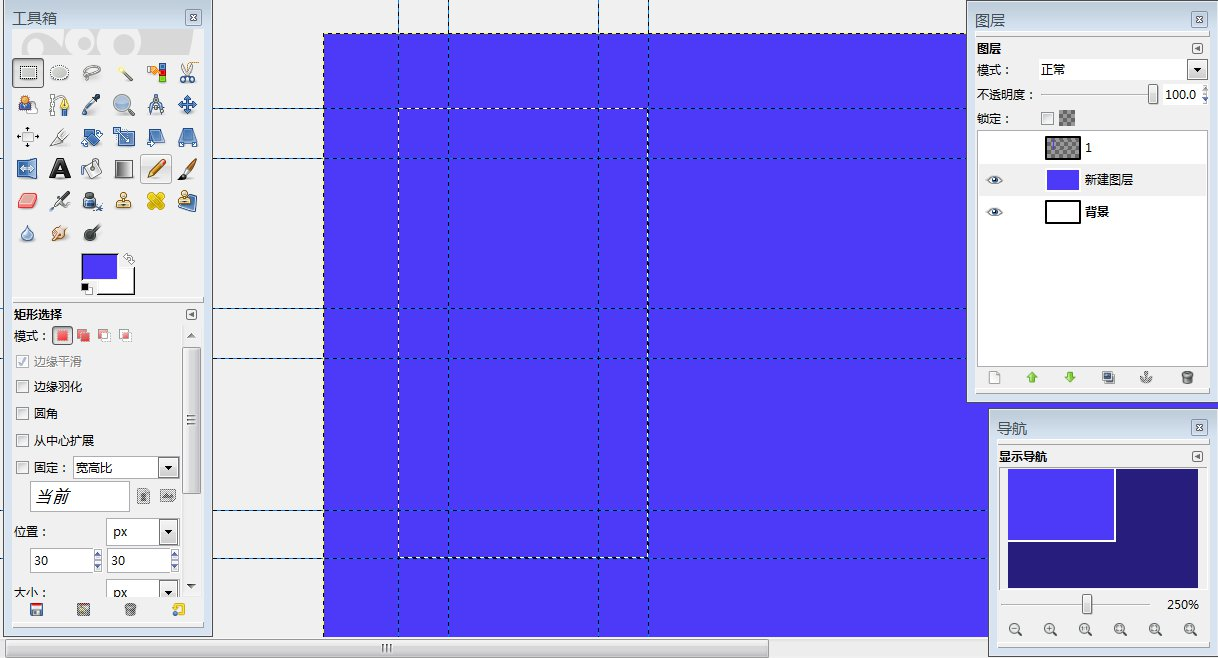 工具箱
矩形选择
模式：
边缘平滑
边缘羽化
圆角
从中心扩展
固定： 宽高比
当前
位置： px
30 30
大小： px
图层
图层
模式： 正常
不透明度： 100.0
锁定：
1
新建图层
背景
导航
显示导航
250%